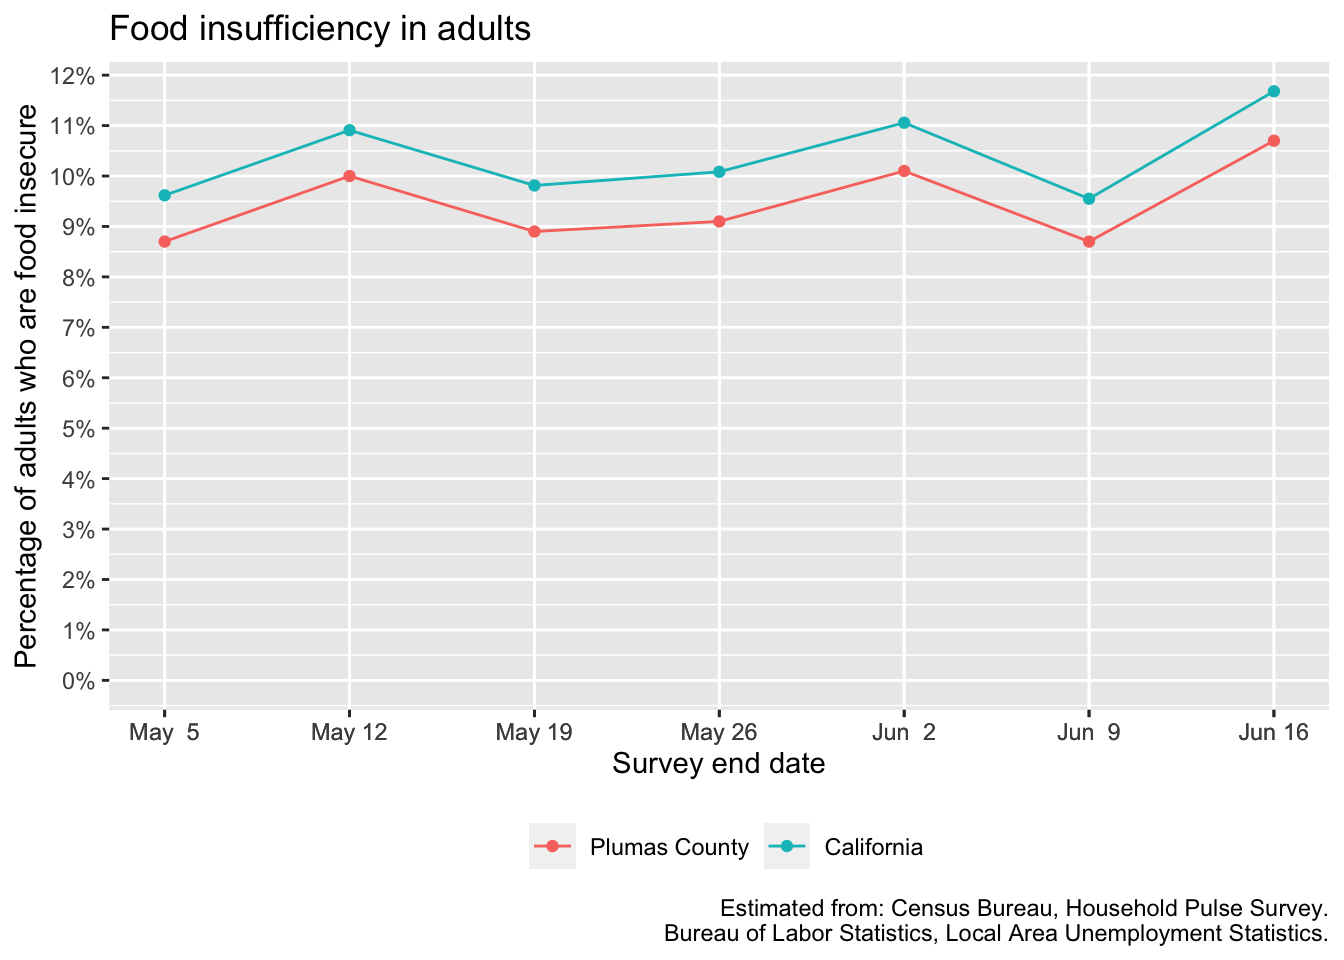 Food insufficiency in adults
Percentage of adults who are food insecure
12%
11%
10%
9%
8%
7%
6%
5%
4%
3%
2%
1%
0%
May  5 May 12 May 19 May 26 Jun  2 Jun  9 Jun 16
Survey end date
Plumas County California
Estimated from: Census Bureau, Household Pulse Survey.
Bureau of Labor Statistics, Local Area Unemployment Statistics.